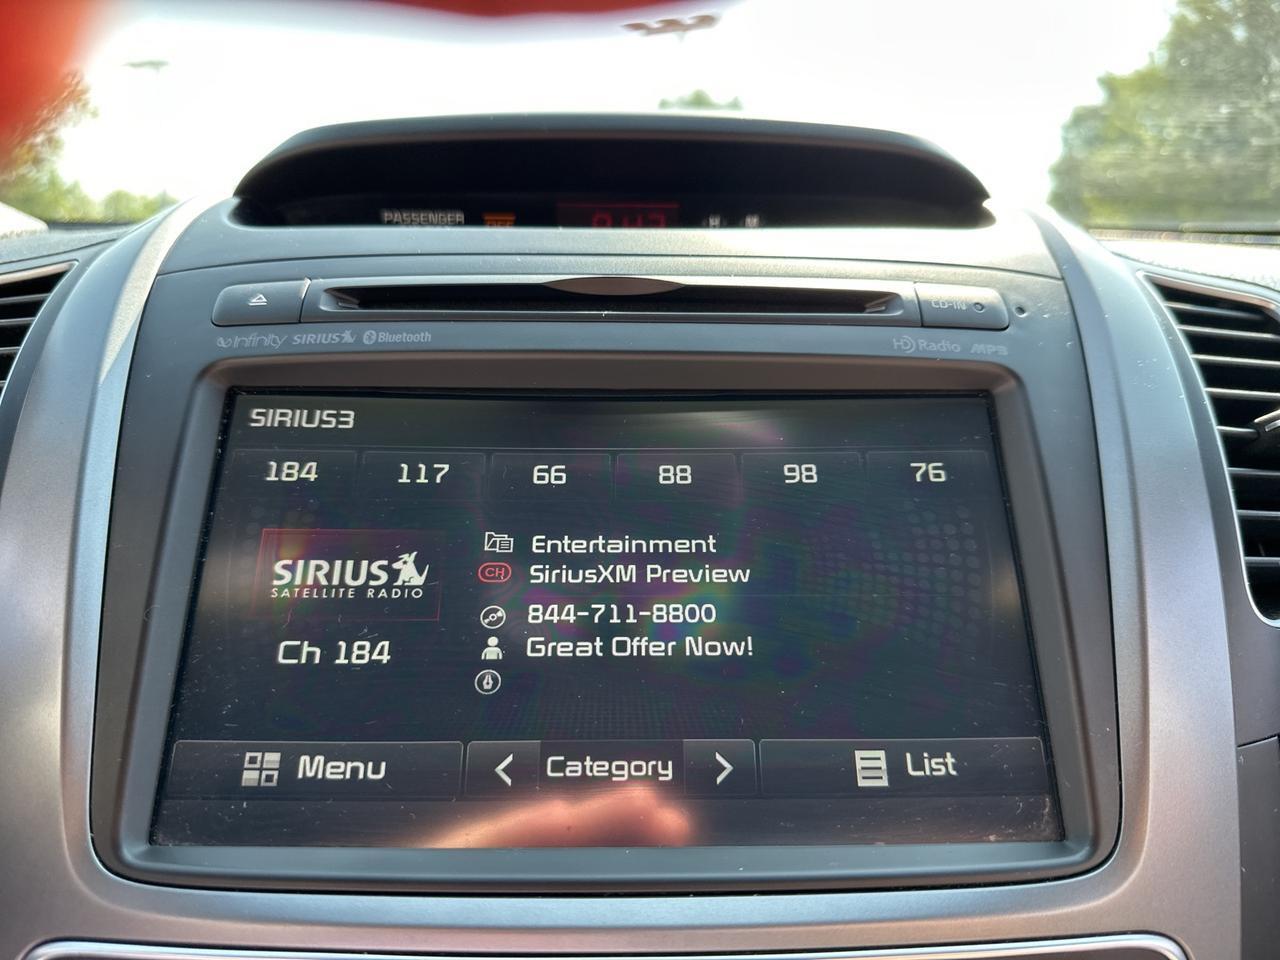 PASSENGER
OFF
H M
CD-IN
Infinity SIRIUS Bluetooth
HD Radio MP3
SIRIUS3
184 117 66 88 98 76
Entertainment
CH SiriusXM Preview
SIRIUS
SATELLITE RADIO
844-711-8800
Great Offer Now!
Ch 184
Menu < Category > List